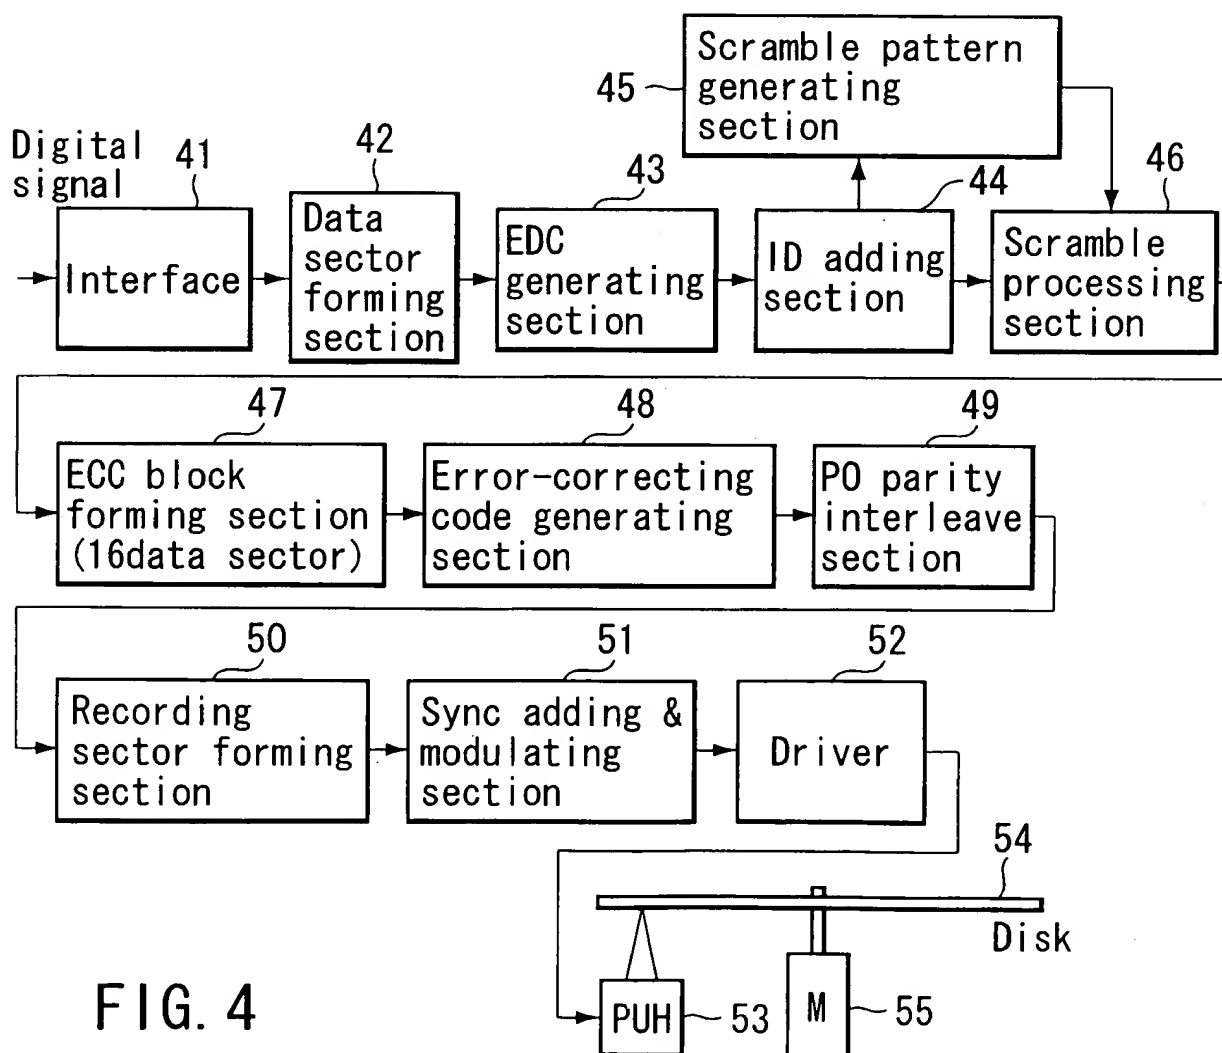 Scramble pattern
generating
section
45
Digital
signal
41
42
43
44
46
Interface
Data
sector
forming
section
EDC
generating
section
ID adding
section
Scramble
processing
section
47
48
49
ECC block
forming section
(16data sector)
Error-correcting
code generating
section
PO parity
interleave
section
50
51
52
Recording
sector forming
section
Sync adding &
modulating
section
Driver
54
Disk
PUH
53
M
55
FIG. 4